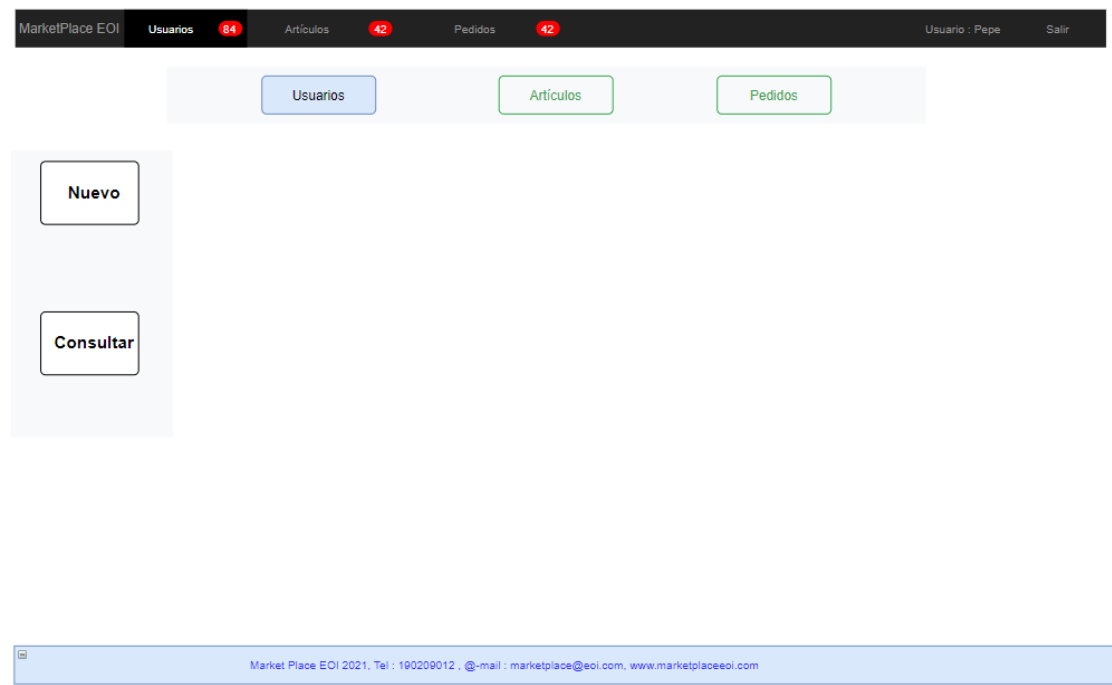 MarketPlace EOI Usuarios 84 Artículos 42 Pedidos 42 Usuario : Pepe Salir
Usuarios Artículos Pedidos
Nuevo
Consultar
Market Place EOI 2021, Tel : 190209012 , @-mail : marketplace@eoi.com, www.marketplaceeoi.com